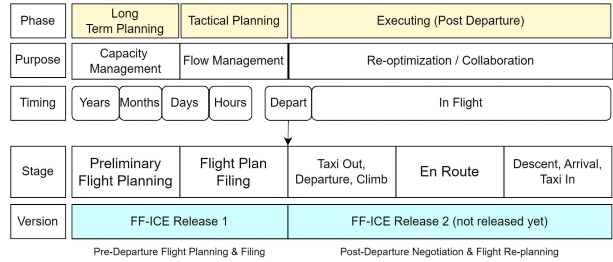 Phase
Long
Term Planning
Tactical Planning
Executing (Post Departure)
Purpose
Capacity
Management
Flow Management
Re-optimization / Collaboration
Timing
Years
Months
Days
Hours
Depart
In Flight
Stage
Preliminary
Flight Planning
Flight Plan
Filing
Taxi Out,
Departure, Climb
En Route
Descent, Arrival,
Taxi In
Version
FF-ICE Release 1
FF-ICE Release 2 (not released yet)
Pre-Departure Flight Planning & Filing
Post-Departure Negotiation & Flight Re-planning